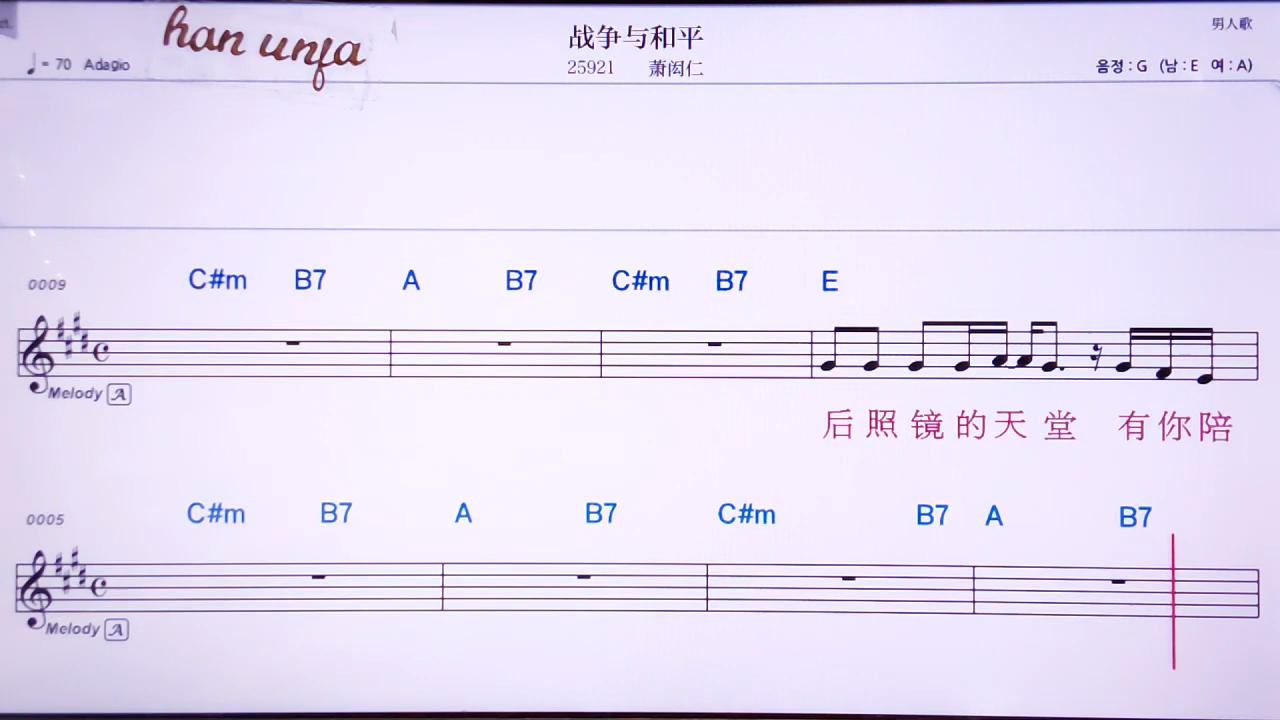 han unfa
战争与和平
男人歌
♩= 70 Adagio
25921 萧闳仁
음정 : G (남 : E 여 : A)
C#m B7 A B7 C#m B7 E
0009
Melody A
后照镜的天堂 有你陪
C#m B7 A B7 C#m B7 A B7
0005
Melody A